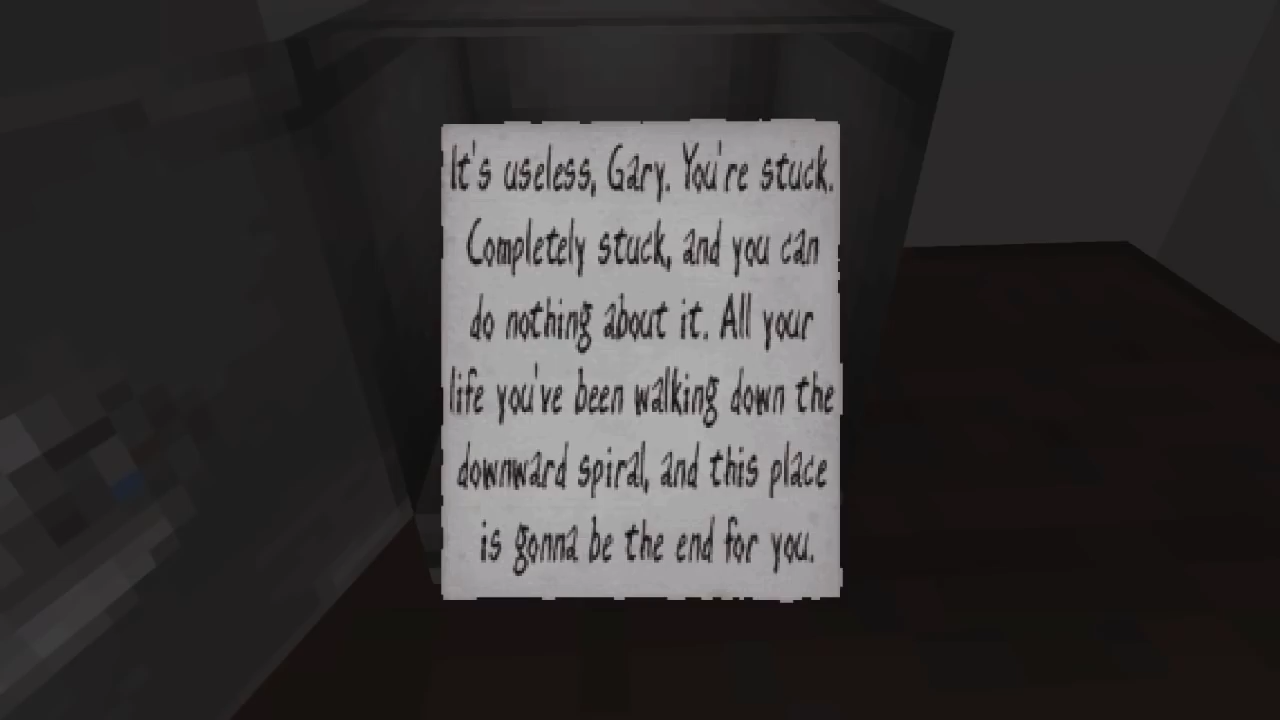 It's useless, Gary. You're stuck.
Completely stuck, and you can
do nothing about it. All your
life you've been walking down the
downward spiral, and this place
is gonna be the end for you.